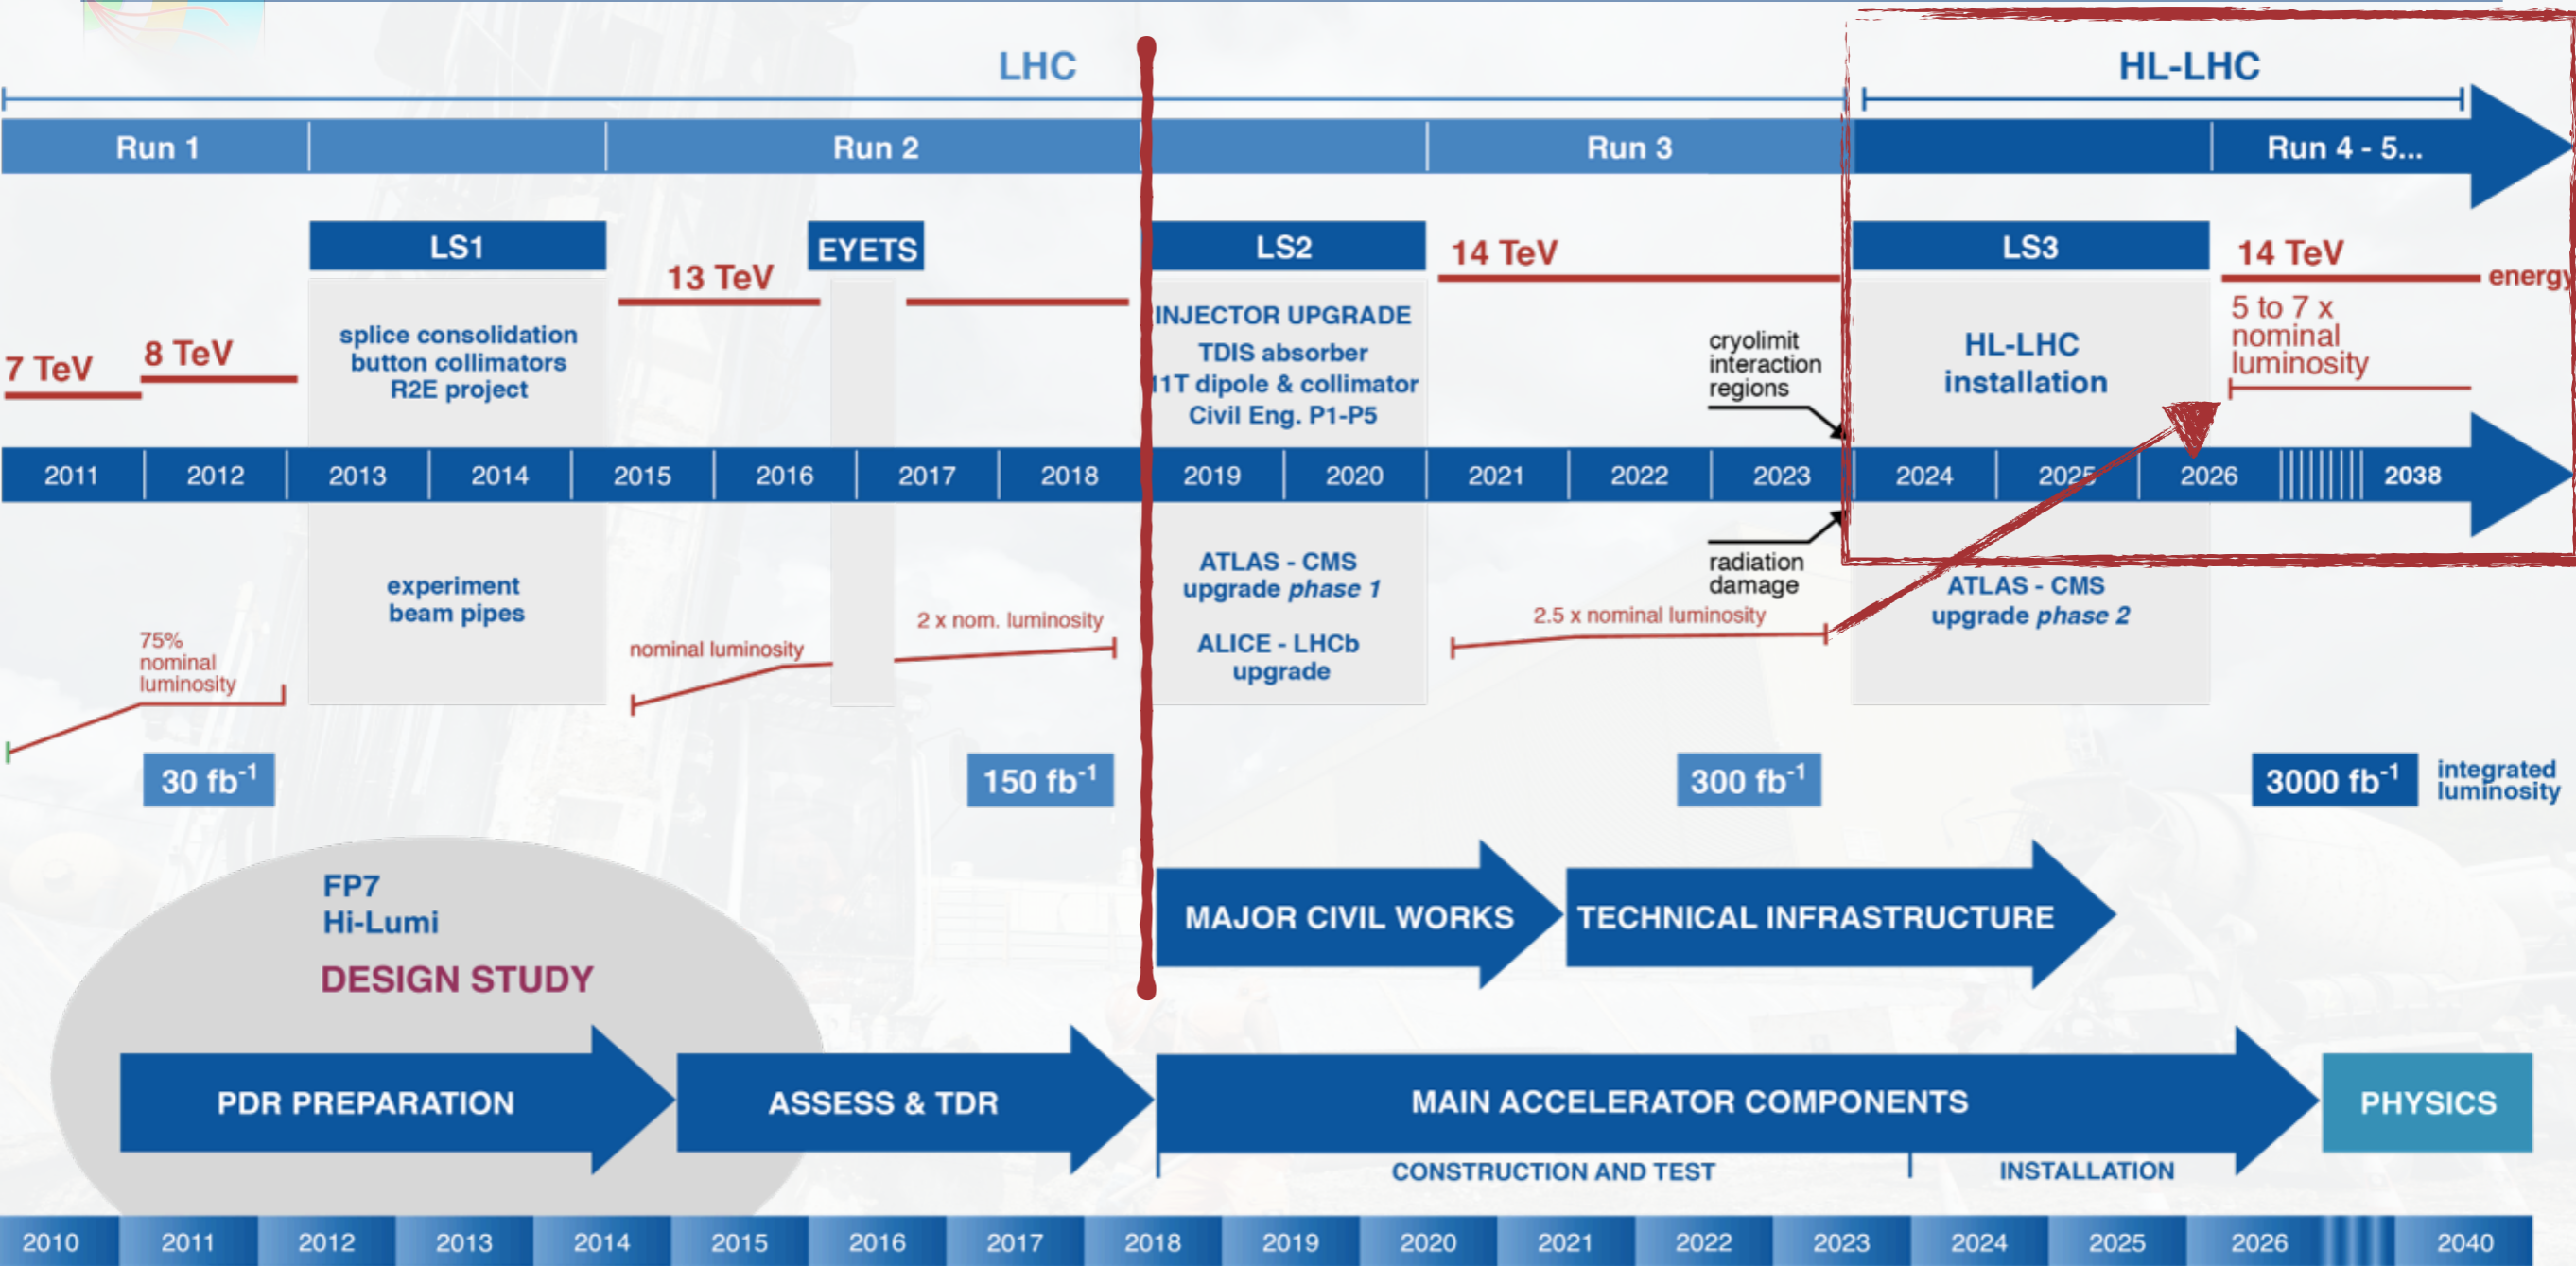 LHC
HL-LHC
Run 1
Run 2
Run 3
Run 4 - 5...
LS1
EYETS
LS2
14 TeV
LS3
14 TeV
energy
13 TeV
7 TeV
8 TeV
splice consolidation
button collimators
R2E project
INJECTOR UPGRADE
TDIS absorber
11T dipole & collimator
Civil Eng. P1-P5
cryolimit
interaction
regions
HL-LHC
installation
5 to 7 x
nominal
luminosity
2011
2012
2013
2014
2015
2016
2017
2018
2019
2020
2021
2022
2023
2024
2025
2026
2038
experiment
beam pipes
ATLAS - CMS
upgrade phase 1
ALICE - LHCb
upgrade
radiation
damage
ATLAS - CMS
upgrade phase 2
75%
nominal
luminosity
nominal luminosity
2 x nom. luminosity
2.5 x nominal luminosity
30 fb⁻¹
150 fb⁻¹
300 fb⁻¹
3000 fb⁻¹
integrated
luminosity
FP7
Hi-Lumi
DESIGN STUDY
MAJOR CIVIL WORKS
TECHNICAL INFRASTRUCTURE
PDR PREPARATION
ASSESS & TDR
MAIN ACCELERATOR COMPONENTS
PHYSICS
CONSTRUCTION AND TEST
INSTALLATION
2010
2011
2012
2013
2014
2015
2016
2017
2018
2019
2020
2021
2022
2023
2024
2025
2026
2040